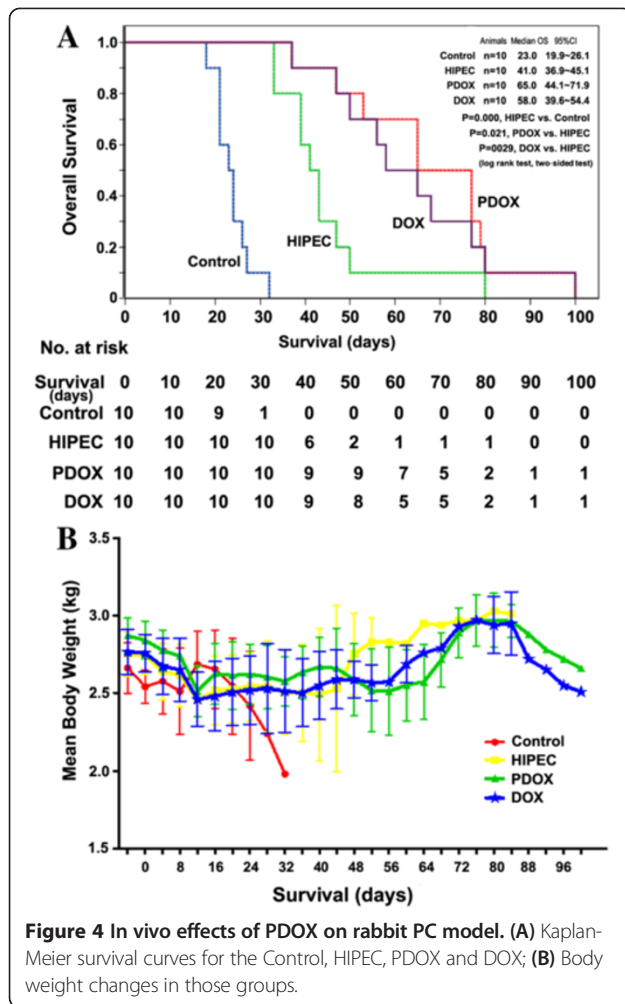 A
Animals Median OS 95%CI
Control n=10 23.0 19.9~26.1
HIPEC n=10 41.0 36.9~45.1
PDOX n=10 65.0 44.1~71.9
DOX n=10 58.0 39.6~54.4
P=0.000, HIPEC vs. Control
P=0.021, PDOX vs. HIPEC
P=0029, DOX vs. HIPEC
(log rank test, two-sided test)
Overall Survival
1.0
0.8
0.6
0.4
0.2
0
Control
HIPEC
DOX
PDOX
0 10 20 30 40 50 60 70 80 90 100
Survival (days)
No. at risk
Survival (days) 0 10 20 30 40 50 60 70 80 90 100
Control 10 10 9 1 0 0 0 0 0 0 0
HIPEC 10 10 10 10 6 2 1 1 1 0 0
PDOX 10 10 10 10 9 9 7 5 2 1 1
DOX 10 10 10 10 9 8 5 5 2 1 1
B
Mean Body Weight (kg)
3.5
3.0
2.5
2.0
1.5
Control
HIPEC
PDOX
DOX
0 8 16 24 32 40 48 56 64 72 80 88 96
Survival (days)
Figure 4 In vivo effects of PDOX on rabbit PC model. (A) Kaplan-
Meier survival curves for the Control, HIPEC, PDOX and DOX; (B) Body
weight changes in those groups.